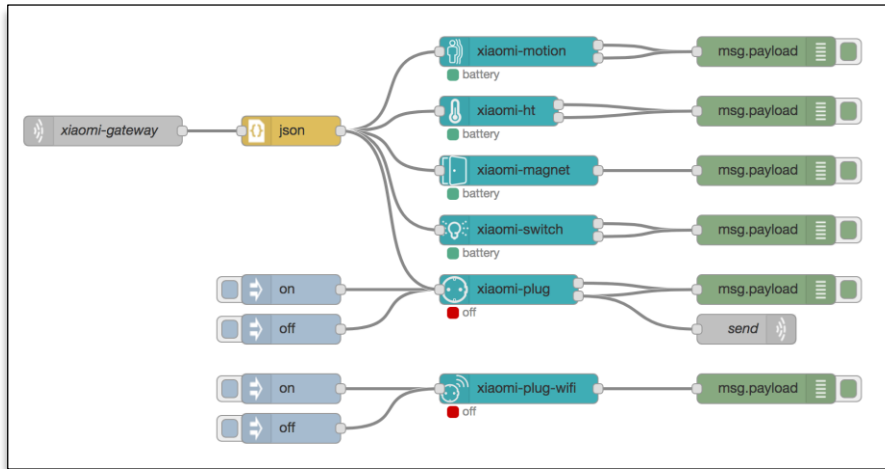 xiaomi-motion
msg.payload
battery
xiaomi-ht
msg.payload
battery
xiaomi-gateway
json
xiaomi-magnet
msg.payload
battery
xiaomi-switch
msg.payload
battery
on
xiaomi-plug
msg.payload
off
off
send
on
xiaomi-plug-wifi
msg.payload
off
off